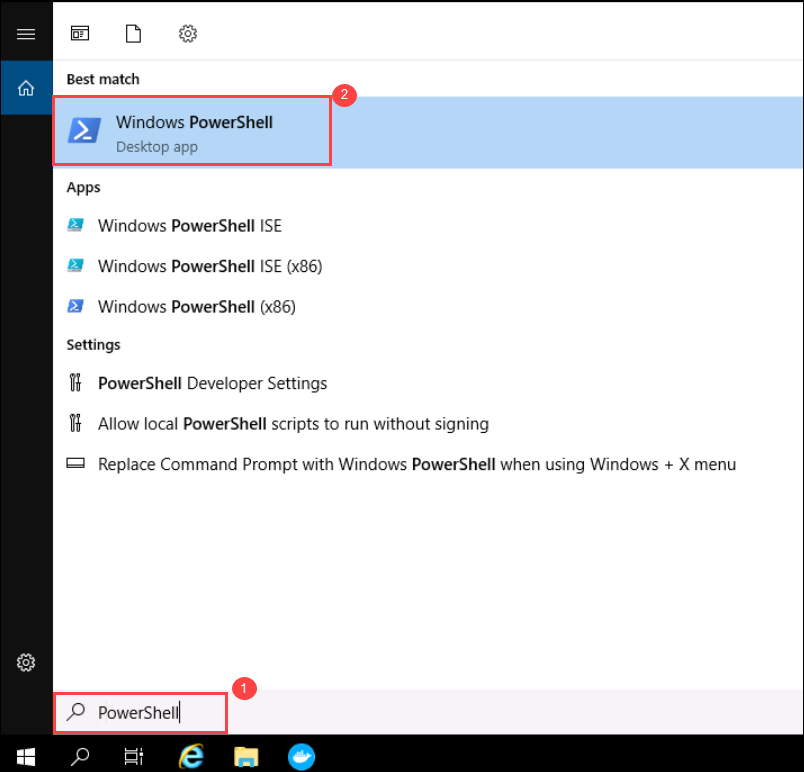 Best match
2
Windows PowerShell
Desktop app
Apps
Windows PowerShell ISE
Windows PowerShell ISE (x86)
Windows PowerShell (x86)
Settings
PowerShell Developer Settings
Allow local PowerShell scripts to run without signing
Replace Command Prompt with Windows PowerShell when using Windows + X menu
1
PowerShell